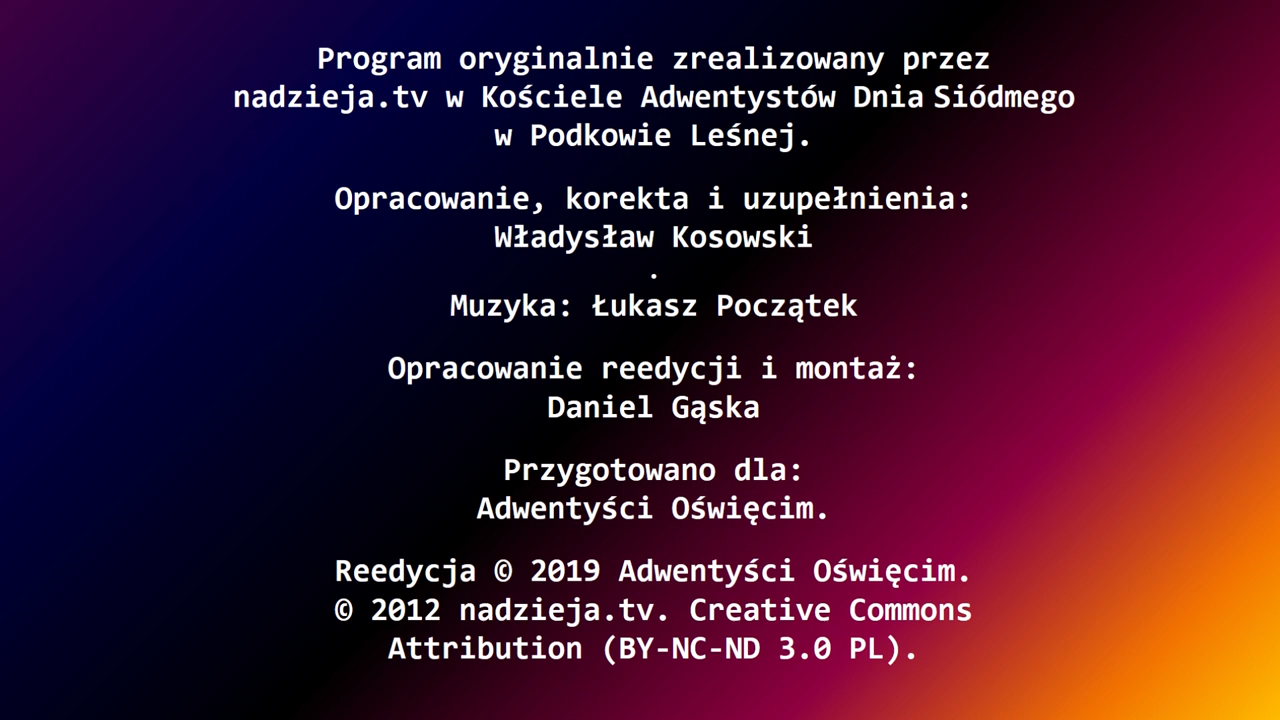 Program oryginalnie zrealizowany przez
nadzieja.tv w Kościele Adwentystów Dnia Siódmego
w Podkowie Leśnej.
Opracowanie, korekta i uzupełnienia:
Władysław Kosowski
.
Muzyka: Łukasz Początek
Opracowanie reedycji i montaż:
Daniel Gąska
Przygotowano dla:
Adwentyści Oświęcim.
Reedycja © 2019 Adwentyści Oświęcim.
© 2012 nadzieja.tv. Creative Commons
Attribution (BY-NC-ND 3.0 PL).